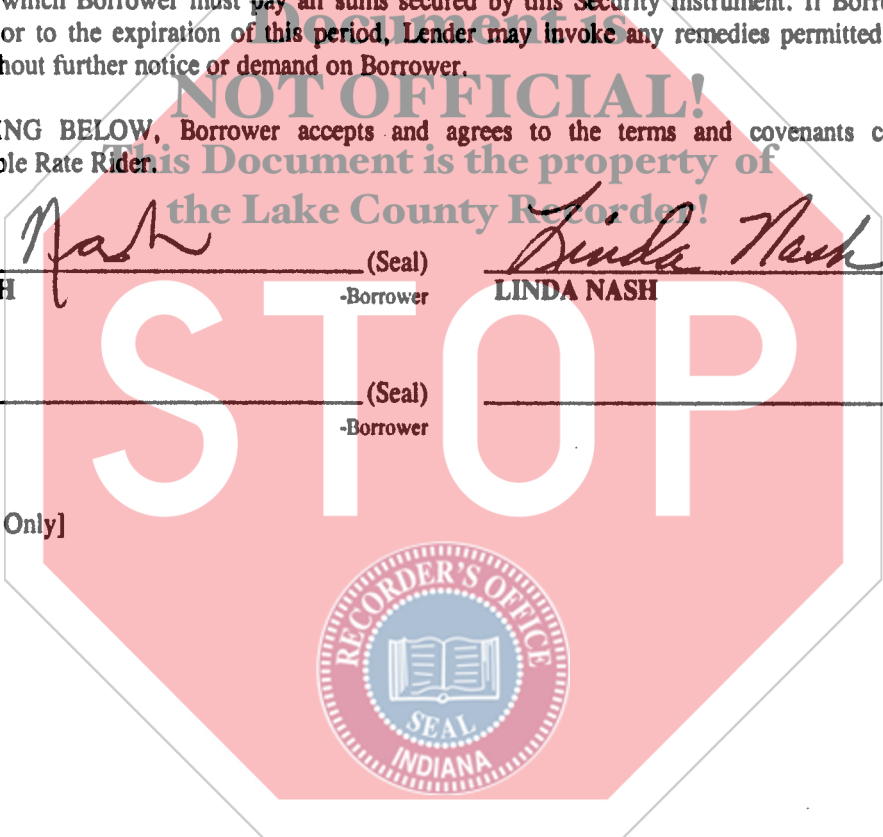 which Borrower must pay all sums secured by this Security Instrument. If Borr
Document is
or to the expiration of this period, Lender may invoke any remedies permitted
hout further notice or demand on Borrower.
NOT OFFICIAL!
NG BELOW, Borrower accepts and agrees to the terms and covenants c
This Document is the property of
ble Rate Rider.
the Lake County Recorder!
Nash Linda Nash
(Seal)
H -Borrower LINDA NASH
STOP
(Seal)
-Borrower
Only]
RECORDER'S OFFICE
SEAL
INDIANA